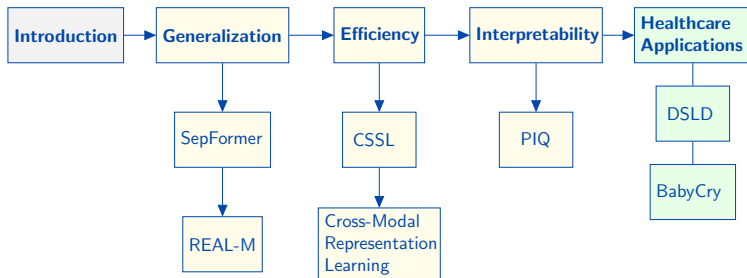 Introduction
Generalization
Efficiency
Interpretability
Healthcare
Applications
SepFormer
CSSL
PIQ
DSLD
BabyCry
REAL-M
Cross-Modal
Representation
Learning